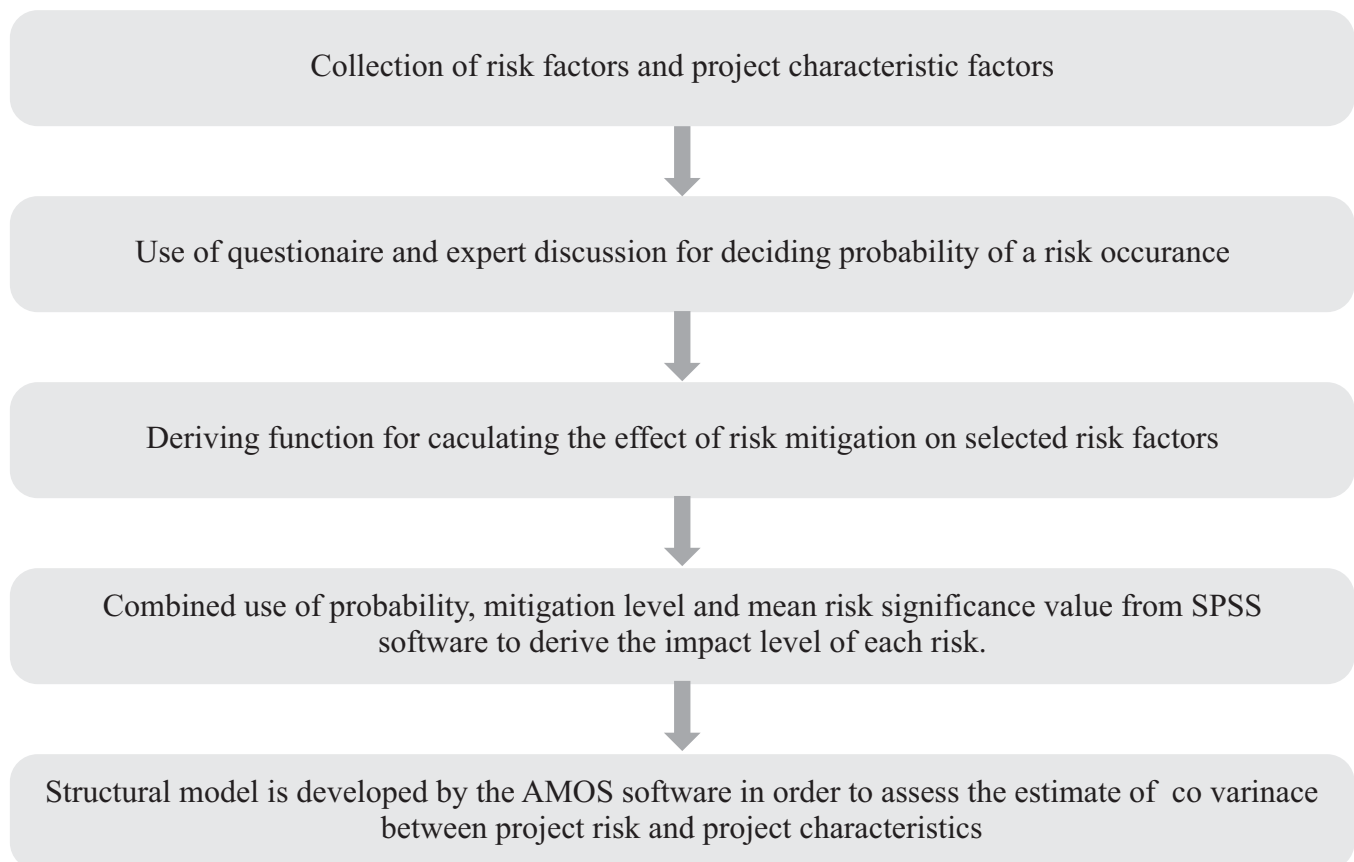 Collection of risk factors and project characteristic factors
Use of questionaire and expert discussion for deciding probability of a risk occurance
Deriving function for caculating the effect of risk mitigation on selected risk factors
Combined use of probability, mitigation level and mean risk significance value from SPSS
software to derive the impact level of each risk.
Structural model is developed by the AMOS software in order to assess the estimate of co varinace
between project risk and project characteristics